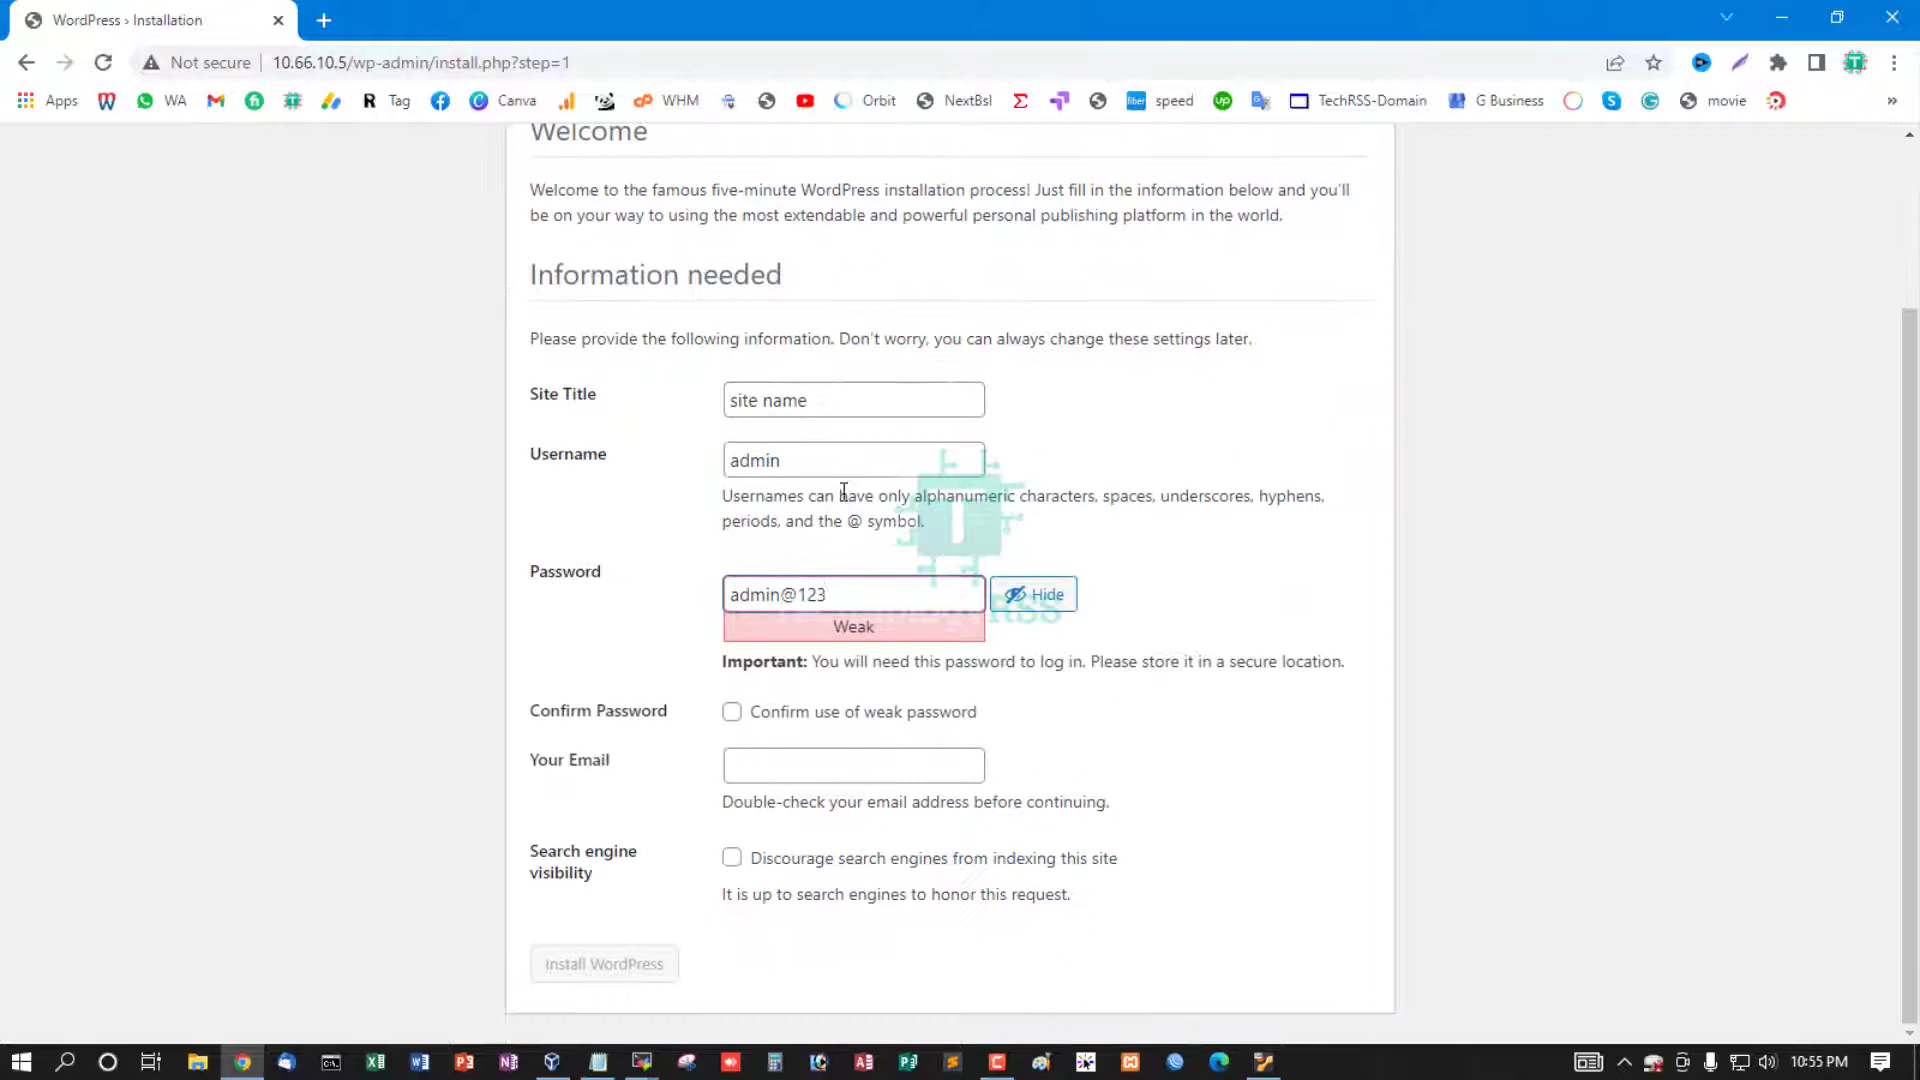 WordPress › Installation
Not secure
10.66.10.5/wp-admin/install.php?step=1
Apps
WA
Tag
Canva
WHM
Orbit
NextBsl
speed
TechRSS-Domain
G Business
movie
Welcome
Welcome to the famous five-minute WordPress installation process! Just fill in the information below and you'll
be on your way to using the most extendable and powerful personal publishing platform in the world.
Information needed
Please provide the following information. Don't worry, you can always change these settings later.
Site Title
site name
Username
admin
Usernames can have only alphanumeric characters, spaces, underscores, hyphens,
periods, and the @ symbol.
Password
admin@123
Hide
Weak
Important: You will need this password to log in. Please store it in a secure location.
Confirm Password
Confirm use of weak password
Your Email
Double-check your email address before continuing.
Search engine
visibility
Discourage search engines from indexing this site
It is up to search engines to honor this request.
Install WordPress
10:55 PM